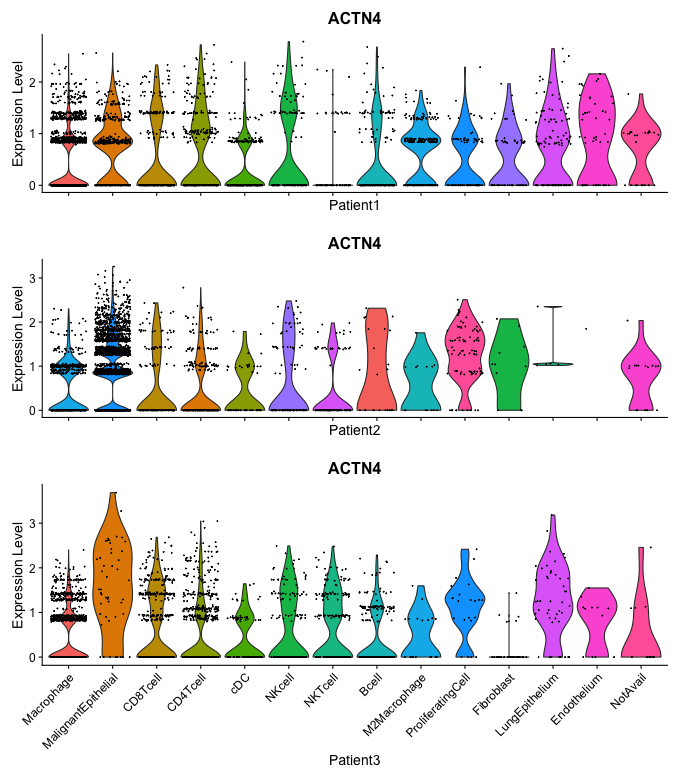 ACTN4
Expression Level
2
1
0
Patient1
ACTN4
Expression Level
3
2
1
0
Patient2
ACTN4
Expression Level
3
2
1
0
Macrophage
MalignantEpithelial
CD8Tcell
CD4Tcell
cDC
NKcell
NKTcell
Bcell
M2Macrophage
ProliferatingCell
Fibroblast
LungEpithelium
Endothelium
NotAvail
Patient3